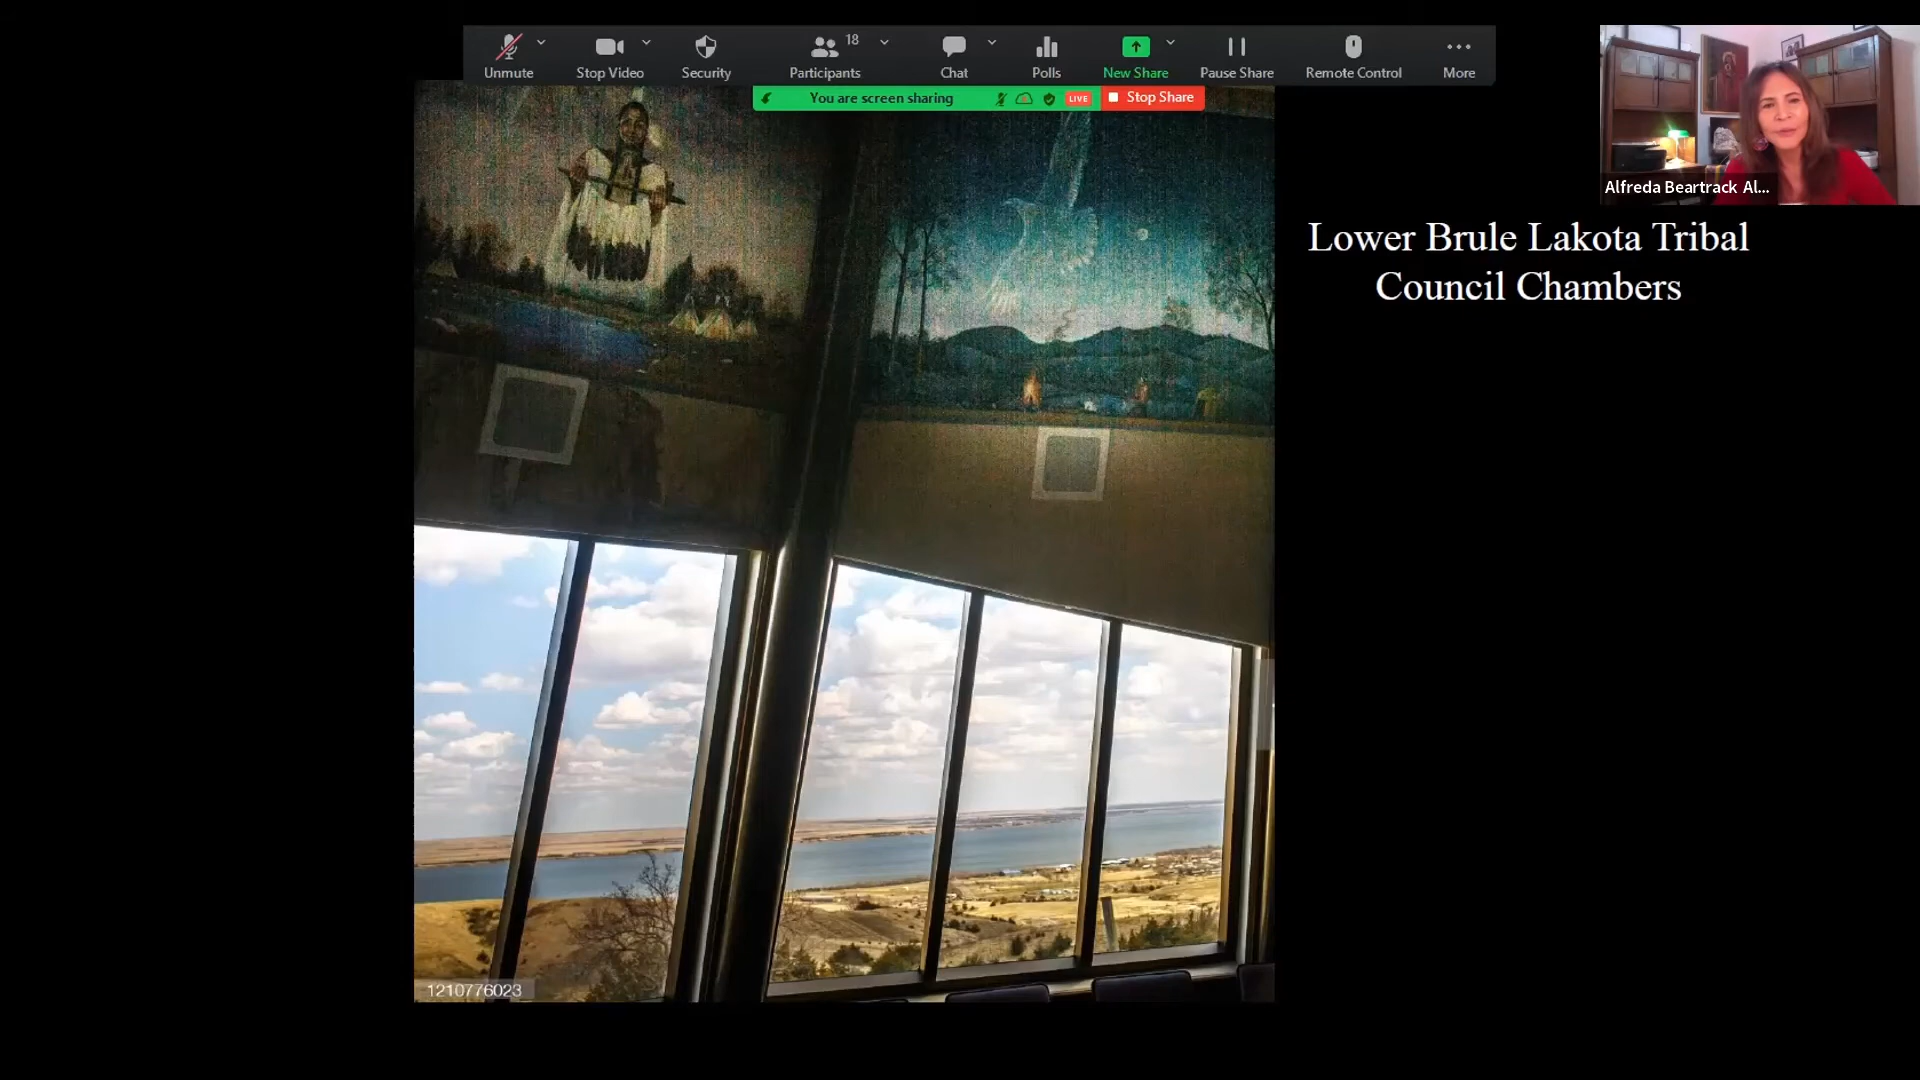 Unmute
Stop Video
Security
18
Participants
Chat
Polls
New Share
Pause Share
Remote Control
More
You are screen sharing
LIVE
Stop Share
Alfreda Beartrack Al...
Lower Brule Lakota Tribal
Council Chambers
1210776023